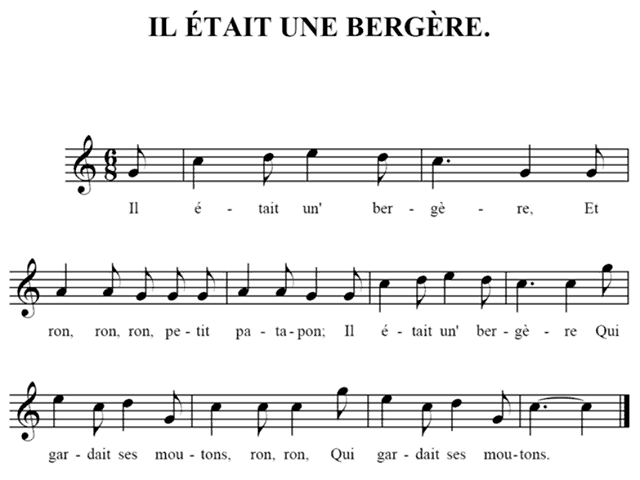 IL ÉTAIT UNE BERGÈRE.
6
8
Il é - tait un' ber - gè - re, Et
ron, ron, ron, pe - tit pa - ta - pon; Il é - tait un' ber - gè - re Qui
gar - dait ses mou - tons, ron, ron, Qui gar - dait ses mou - tons.